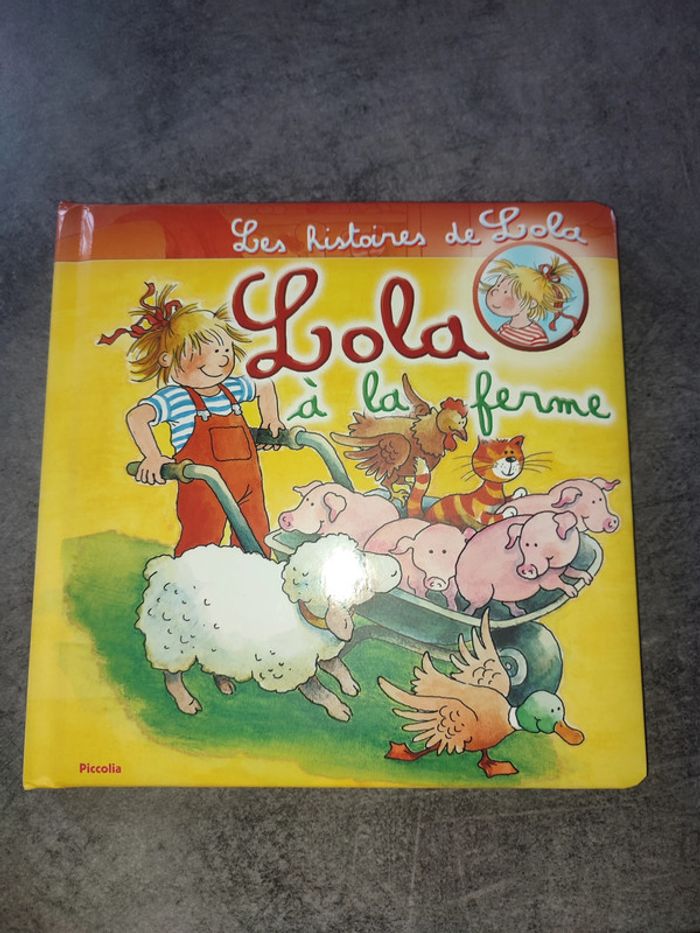 Les histoires de Lola
Lola
à la ferme
Piccolia